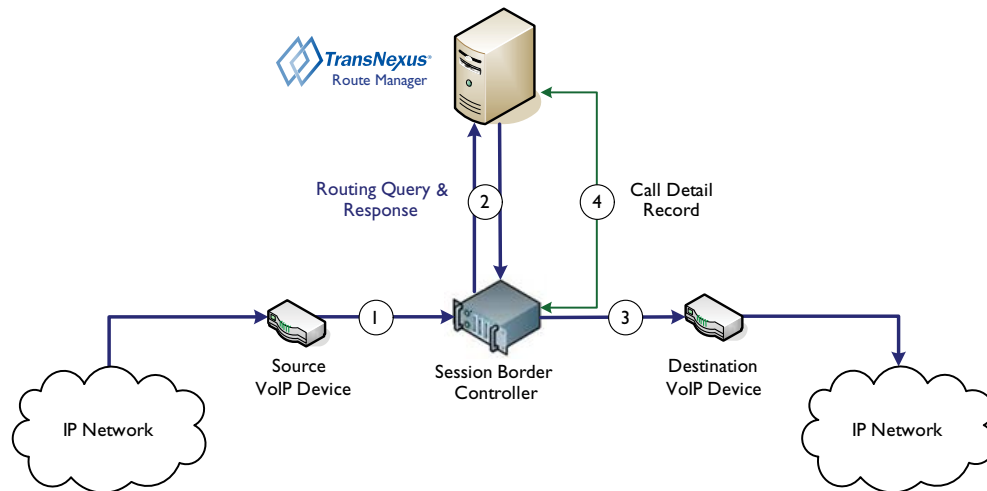 TransNexus®
Route Manager
Routing Query &
Response
2
4
Call Detail
Record
1
3
Source
VoIP Device
Session Border
Controller
Destination
VoIP Device
IP Network
IP Network